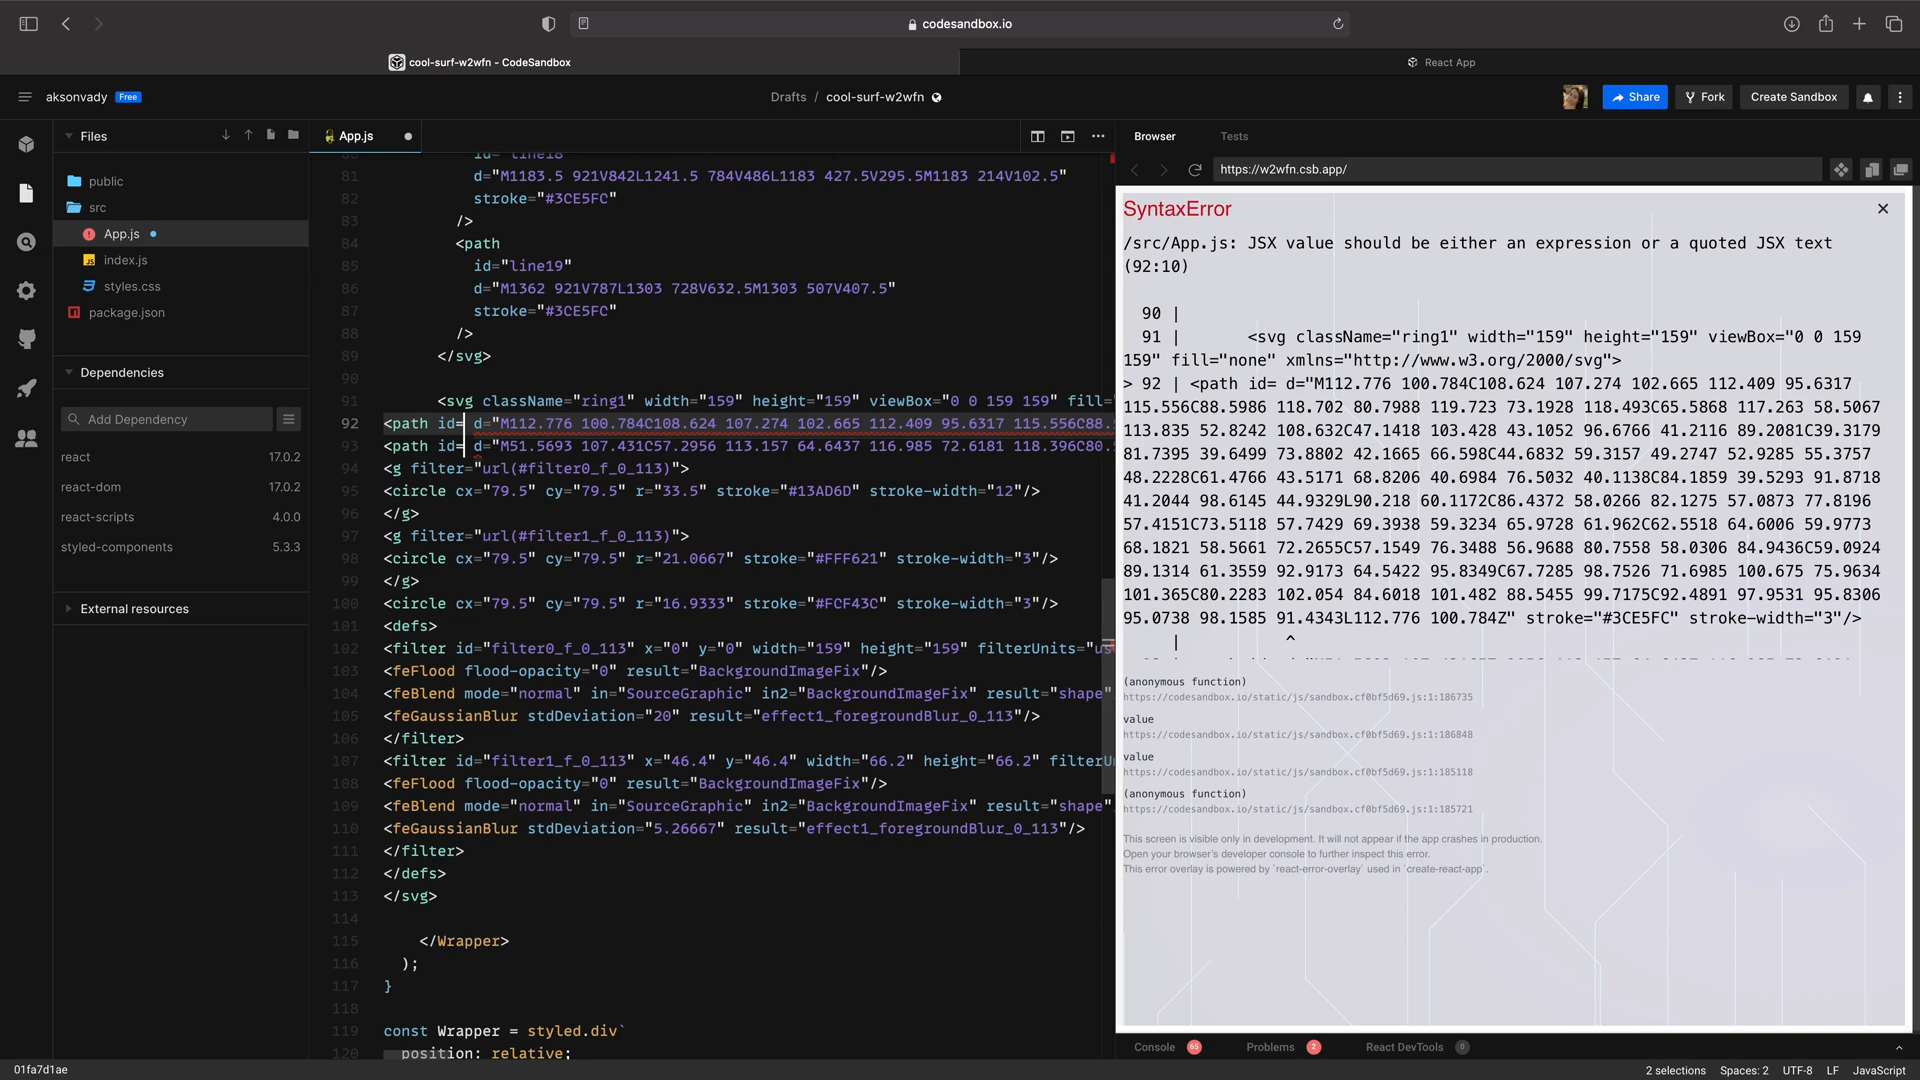 codesandbox.io
cool-surf-w2wfn - CodeSandbox
React App
aksonvady Free
Drafts / cool-surf-w2wfn
Share
Fork
Create Sandbox
Files
public
src
App.js
index.js
styles.css
package.json
Dependencies
Add Dependency
react 17.0.2
react-dom 17.0.2
react-scripts 4.0.0
styled-components 5.3.3
External resources
App.js
id="line18"
81 d="M1183.5 921V842L1241.5 784V486L1183 427.5V295.5M1183 214V102.5"
82 stroke="#3CE5FC"
83 />
84 <path
85 id="line19"
86 d="M1362 921V787L1303 728V632.5M1303 507V407.5"
87 stroke="#3CE5FC"
88 />
89 </svg>
90
91 <svg className="ring1" width="159" height="159" viewBox="0 0 159 159" fill="
92 <path id= d="M112.776 100.784C108.624 107.274 102.665 112.409 95.6317 115.556C88.
93 <path id= d="M51.5693 107.431C57.2956 113.157 64.6437 116.985 72.6181 118.396C80.
94 <g filter="url(#filter0_f_0_113)">
95 <circle cx="79.5" cy="79.5" r="33.5" stroke="#13AD6D" stroke-width="12"/>
96 </g>
97 <g filter="url(#filter1_f_0_113)">
98 <circle cx="79.5" cy="79.5" r="21.0667" stroke="#FFF621" stroke-width="3"/>
99 </g>
100 <circle cx="79.5" cy="79.5" r="16.9333" stroke="#FCF43C" stroke-width="3"/>
101 <defs>
102 <filter id="filter0_f_0_113" x="0" y="0" width="159" height="159" filterUnits="us
103 <feFlood flood-opacity="0" result="BackgroundImageFix"/>
104 <feBlend mode="normal" in="SourceGraphic" in2="BackgroundImageFix" result="shape"
105 <feGaussianBlur stdDeviation="20" result="effect1_foregroundBlur_0_113"/>
106 </filter>
107 <filter id="filter1_f_0_113" x="46.4" y="46.4" width="66.2" height="66.2" filterU
108 <feFlood flood-opacity="0" result="BackgroundImageFix"/>
109 <feBlend mode="normal" in="SourceGraphic" in2="BackgroundImageFix" result="shape"
110 <feGaussianBlur stdDeviation="5.26667" result="effect1_foregroundBlur_0_113"/>
111 </filter>
112 </defs>
113 </svg>
114
115 </Wrapper>
116 );
117 }
118
119 const Wrapper = styled.div`
120 position: relative;
Browser
Tests
https://w2wfn.csb.app/
SyntaxError
/src/App.js: JSX value should be either an expression or a quoted JSX text
(92:10)
90 |
91 | <svg className="ring1" width="159" height="159" viewBox="0 0 159
159" fill="none" xmlns="http://www.w3.org/2000/svg">
> 92 | <path id= d="M112.776 100.784C108.624 107.274 102.665 112.409 95.6317
115.556C88.5986 118.702 80.7988 119.723 73.1928 118.493C65.5868 117.263 58.5067
113.835 52.8242 108.632C47.1418 103.428 43.1052 96.6766 41.2116 89.2081C39.3179
81.7395 39.6499 73.8802 42.1665 66.598C44.6832 59.3157 49.2747 52.9285 55.3757
48.2228C61.4766 43.5171 68.8206 40.6984 76.5032 40.1138C84.1859 39.5293 91.8718
41.2044 98.6145 44.9329L90.218 60.1172C86.4372 58.0266 82.1275 57.0873 77.8196
57.4151C73.5118 57.7429 69.3938 59.3234 65.9728 61.962C62.5518 64.6006 59.9773
68.1821 58.5661 72.2655C57.1549 76.3488 56.9688 80.7558 58.0306 84.9436C59.0924
89.1314 61.3559 92.9173 64.5422 95.8349C67.7285 98.7526 71.6985 100.675 75.9634
101.365C80.2283 102.054 84.6018 101.482 88.5455 99.7175C92.4891 97.9531 95.8306
95.0738 98.1585 91.4343L112.776 100.784Z" stroke="#3CE5FC" stroke-width="3"/>
| ^
(anonymous function)
https://codesandbox.io/static/js/sandbox.cf0bf5d69.js:1:186735
value
https://codesandbox.io/static/js/sandbox.cf0bf5d69.js:1:186848
value
https://codesandbox.io/static/js/sandbox.cf0bf5d69.js:1:185118
(anonymous function)
https://codesandbox.io/static/js/sandbox.cf0bf5d69.js:1:185721
This screen is visible only in development. It will not appear if the app crashes in production.
Open your browser's developer console to further inspect this error.
This error overlay is powered by `react-error-overlay` used in `create-react-app`.
Console 65
Problems 2
React DevTools 0
01fa7d1ae
2 selections Spaces: 2 UTF-8 LF JavaScript